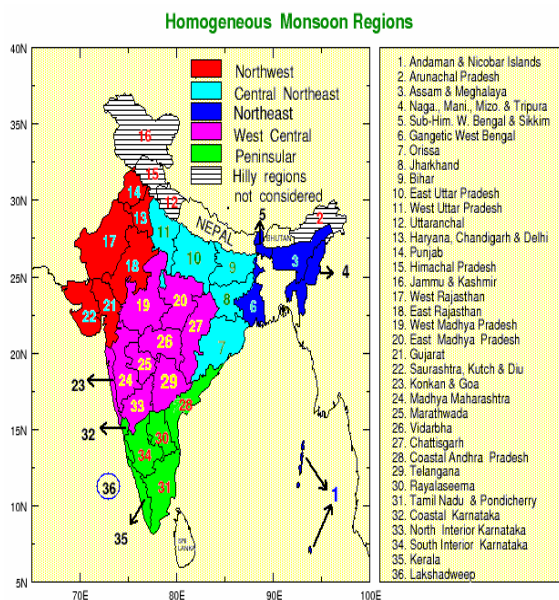 Homogeneous Monsoon Regions
40N
35N
30N
25N
20N
15N
10N
5N
70E
80E
90E
100E
Northwest
Central Northeast
Northeast
West Central
Peninsular
Hilly regions
not considered
16
15
14
12
13
11
17
18
10
9
NEPAL
BHUTAN
5
2
3
4
22
21
19
20
8
6
27
7
26
25
24
23
29
33
28
32
30
34
31
36
35
1
SRI
LANKA
1. Andaman & Nicobar Islands
2. Arunachal Pradesh
3. Assam & Meghalaya
4. Naga., Mani., Mizo. & Tripura
5. Sub-Him. W. Bengal & Sikkim
6. Gangetic West Bengal
7. Orissa
8. Jharkhand
9. Bihar
10. East Uttar Pradesh
11. West Uttar Pradesh
12. Uttaranchal
13. Haryana, Chandigarh & Delhi
14. Punjab
15. Himachal Pradesh
16. Jammu & Kashmir
17. West Rajasthan
18. East Rajasthan
19. West Madhya Pradesh
20. East Madhya Pradesh
21. Gujarat
22. Saurashtra, Kutch & Diu
23. Konkan & Goa
24. Madhya Maharashtra
25. Marathwada
26. Vidarbha
27. Chattisgarh
28. Coastal Andhra Pradesh
29. Telangana
30. Rayalaseema
31. Tamil Nadu & Pondicherry
32. Coastal Karnataka
33. North Interior Karnataka
34. South Interior Karnataka
35. Kerala
36. Lakshadweep